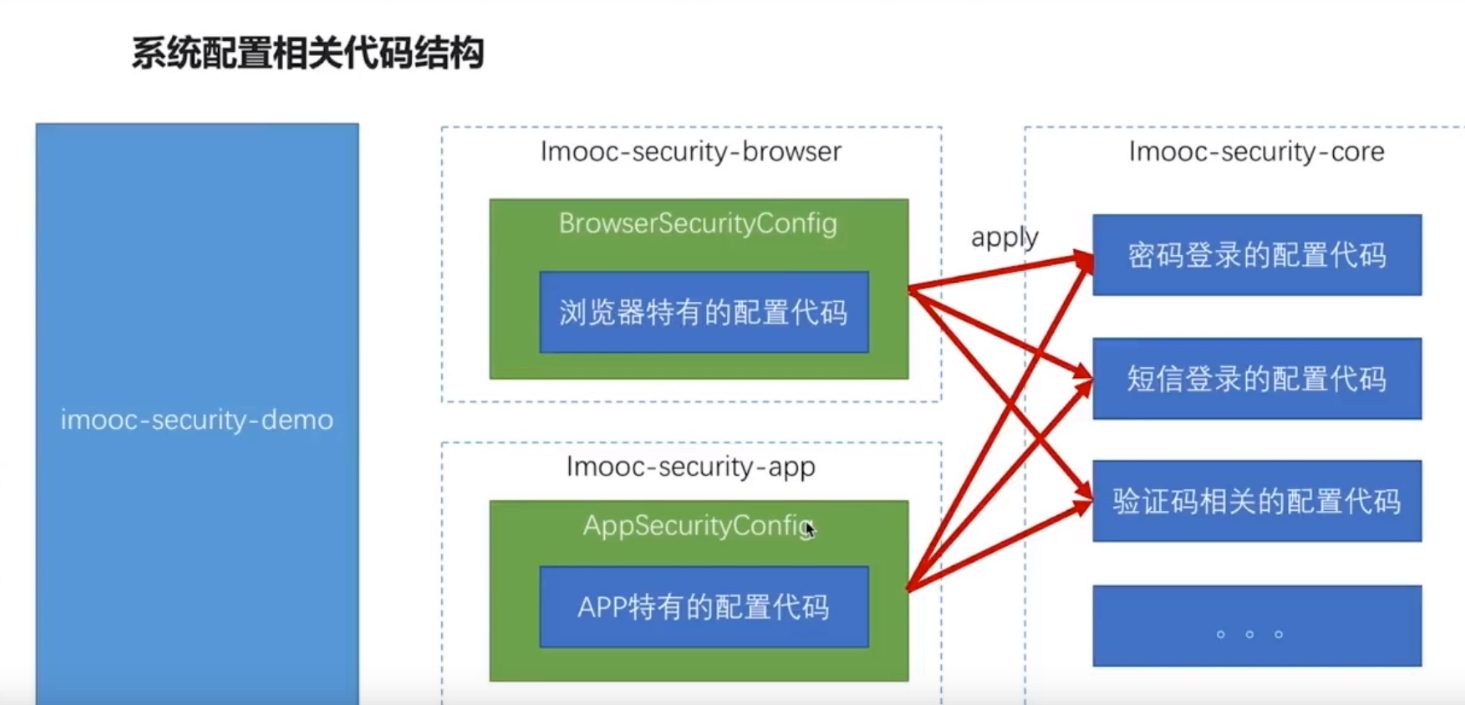 系统配置相关代码结构
imooc-security-demo
Imooc-security-browser
BrowserSecurityConfig
浏览器特有的配置代码
Imooc-security-app
AppSecurityConfig
APP特有的配置代码
apply
Imooc-security-core
密码登录的配置代码
短信登录的配置代码
验证码相关的配置代码
。。。